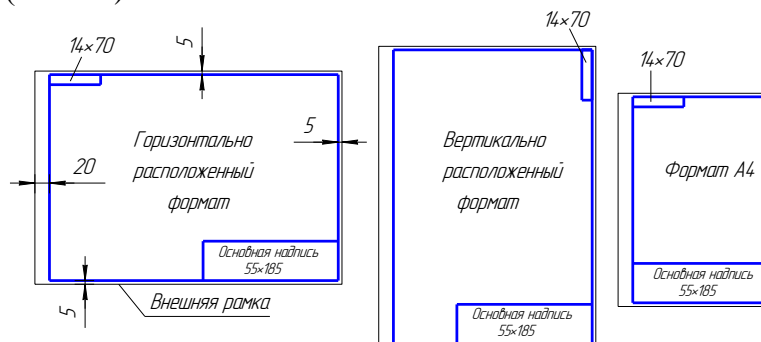 14×70
5
Горизонтально
расположенный
формат
5
20
Основная надпись
55×185
5
Внешняя рамка
14×70
Вертикально
расположенный
формат
Основная надпись
55×185
14×70
Формат А4
Основная надпись
55×185